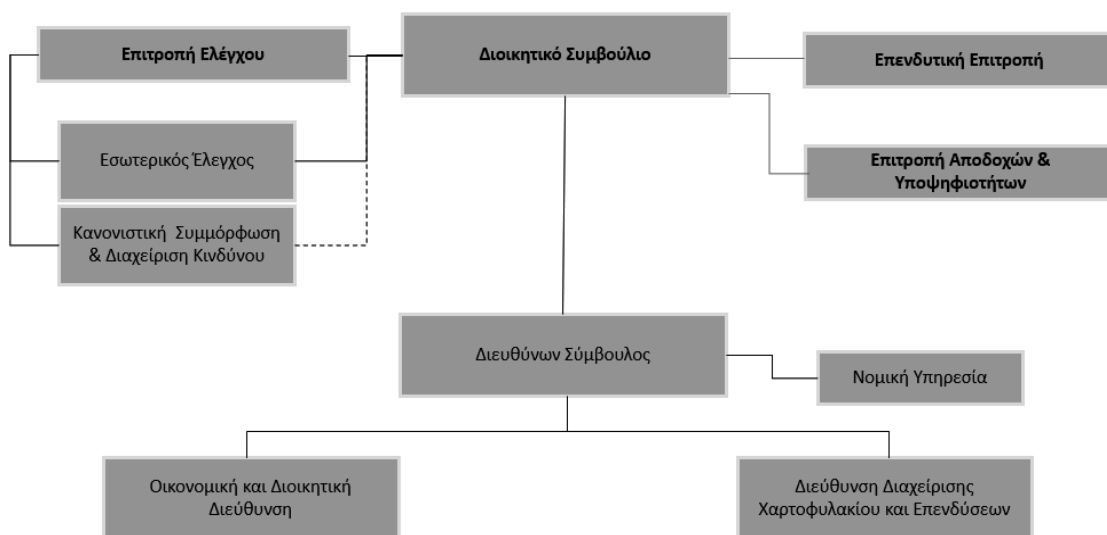 Επιτροπή Ελέγχου
Διοικητικό Συμβούλιο
Επενδυτική Επιτροπή
Εσωτερικός Έλεγχος
Επιτροπή Αποδοχών &
Υποψηφιοτήτων
Κανονιστική Συμμόρφωση
& Διαχείριση Κινδύνου
Διευθύνων Σύμβουλος
Νομική Υπηρεσία
Οικονομική και Διοικητική
Διεύθυνση
Διεύθυνση Διαχείρισης
Χαρτοφυλακίου και Επενδύσεων